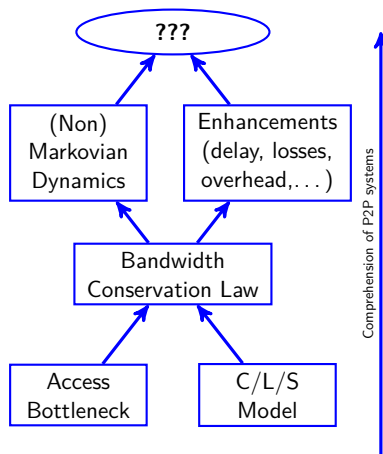 ???
(Non)
Markovian
Dynamics
Enhancements
(delay, losses,
overhead,...)
Bandwidth
Conservation Law
Access
Bottleneck
C/L/S
Model
Comprehension of P2P systems